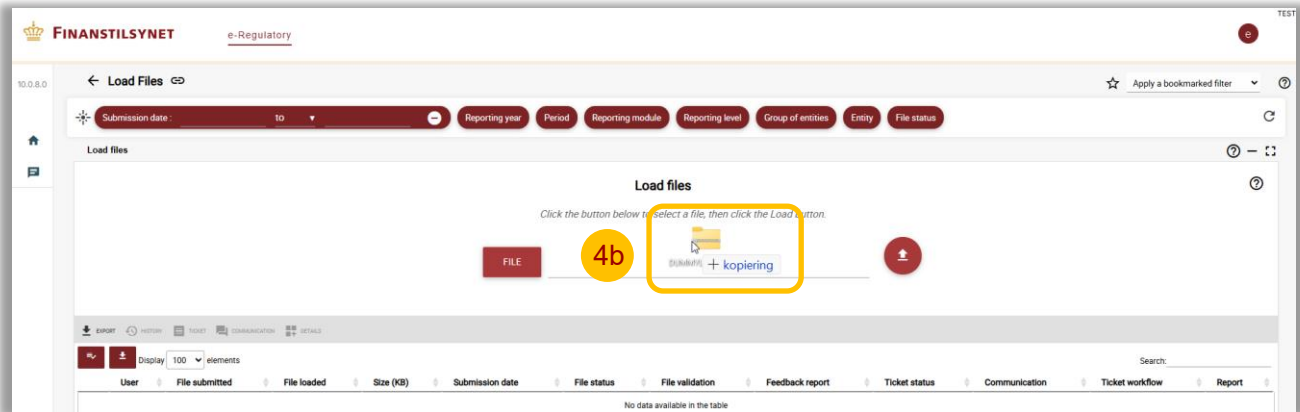 TEST
FINANSTILSYNET
e-Regulatory
e
10.0.8.0
Load Files
Apply a bookmarked filter
Submission date :
to
Reporting year
Period
Reporting module
Reporting level
Group of entities
Entity
File status
Load files
Load files
Click the button below to select a file, then click the Load button.
FILE
4b
+ kopiering
EXPORT
HISTORY
TICKET
COMMUNICATION
DETAILS
Display 100 elements
Search:
User
File submitted
File loaded
Size (KB)
Submission date
File status
File validation
Feedback report
Ticket status
Communication
Ticket workflow
Report
No data available in the table